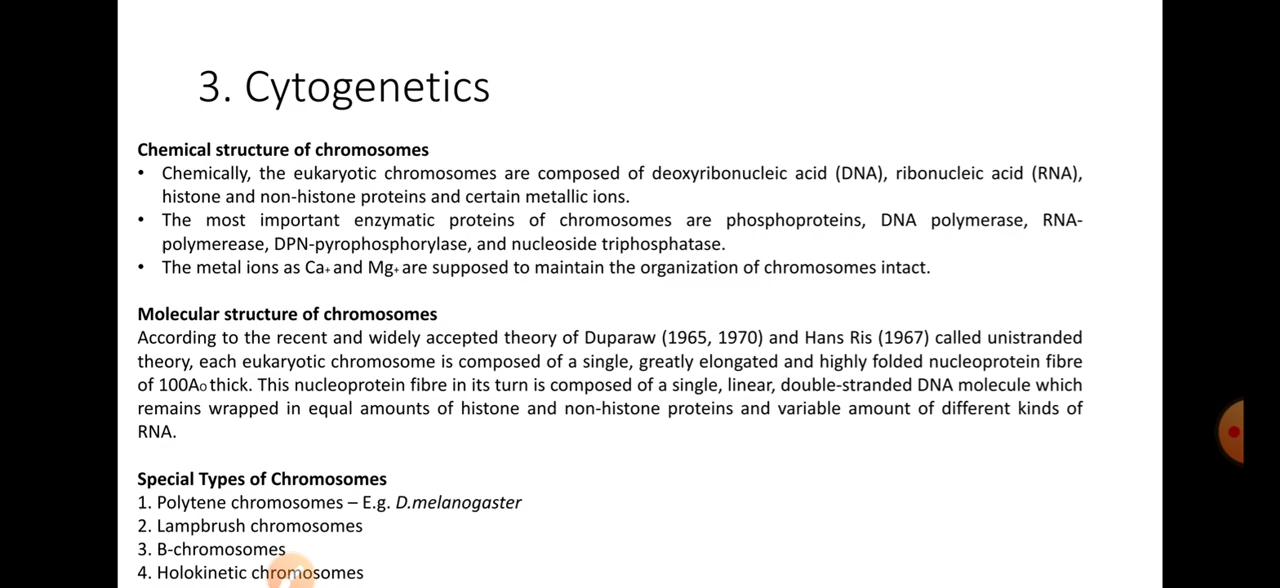 3. Cytogenetics
Chemical structure of chromosomes
• Chemically, the eukaryotic chromosomes are composed of deoxyribonucleic acid (DNA), ribonucleic acid (RNA),
histone and non-histone proteins and certain metallic ions.
• The most important enzymatic proteins of chromosomes are phosphoproteins, DNA polymerase, RNA-
polymerease, DPN-pyrophosphorylase, and nucleoside triphosphatase.
• The metal ions as Ca+ and Mg+ are supposed to maintain the organization of chromosomes intact.
Molecular structure of chromosomes
According to the recent and widely accepted theory of Duparaw (1965, 1970) and Hans Ris (1967) called unistranded
theory, each eukaryotic chromosome is composed of a single, greatly elongated and highly folded nucleoprotein fibre
of 100Ao thick. This nucleoprotein fibre in its turn is composed of a single, linear, double-stranded DNA molecule which
remains wrapped in equal amounts of histone and non-histone proteins and variable amount of different kinds of
RNA.
Special Types of Chromosomes
1. Polytene chromosomes – E.g. D.melanogaster
2. Lampbrush chromosomes
3. B-chromosomes
4. Holokinetic chromosomes